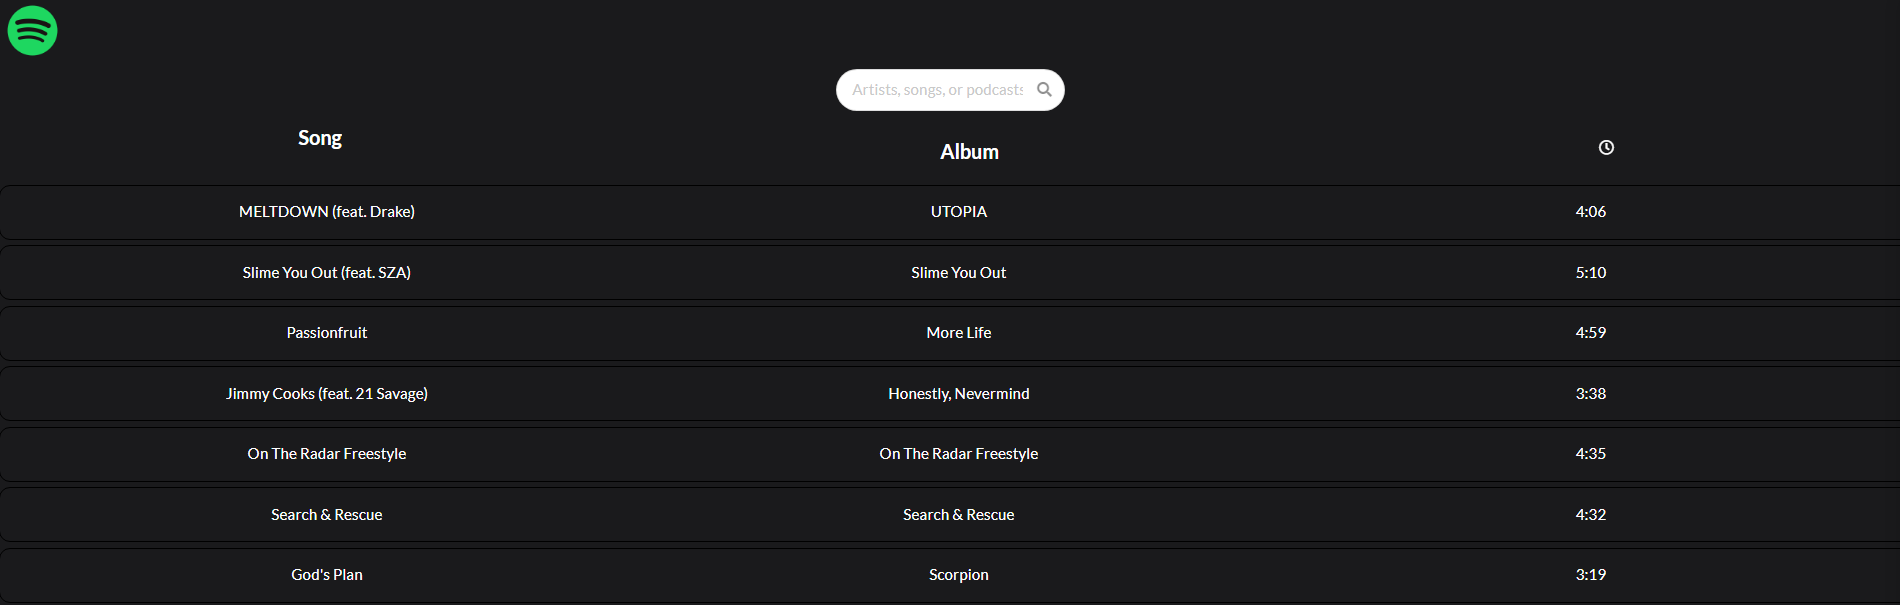 Artists, songs, or podcasts
Song
Album
MELTDOWN (feat. Drake) UTOPIA 4:06
Slime You Out (feat. SZA) Slime You Out 5:10
Passionfruit More Life 4:59
Jimmy Cooks (feat. 21 Savage) Honestly, Nevermind 3:38
On The Radar Freestyle On The Radar Freestyle 4:35
Search & Rescue Search & Rescue 4:32
God's Plan Scorpion 3:19